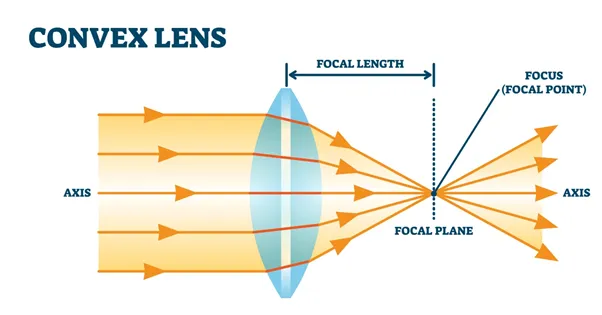 CONVEX LENS
FOCAL LENGTH
FOCUS
(FOCAL POINT)
AXIS
AXIS
FOCAL PLANE